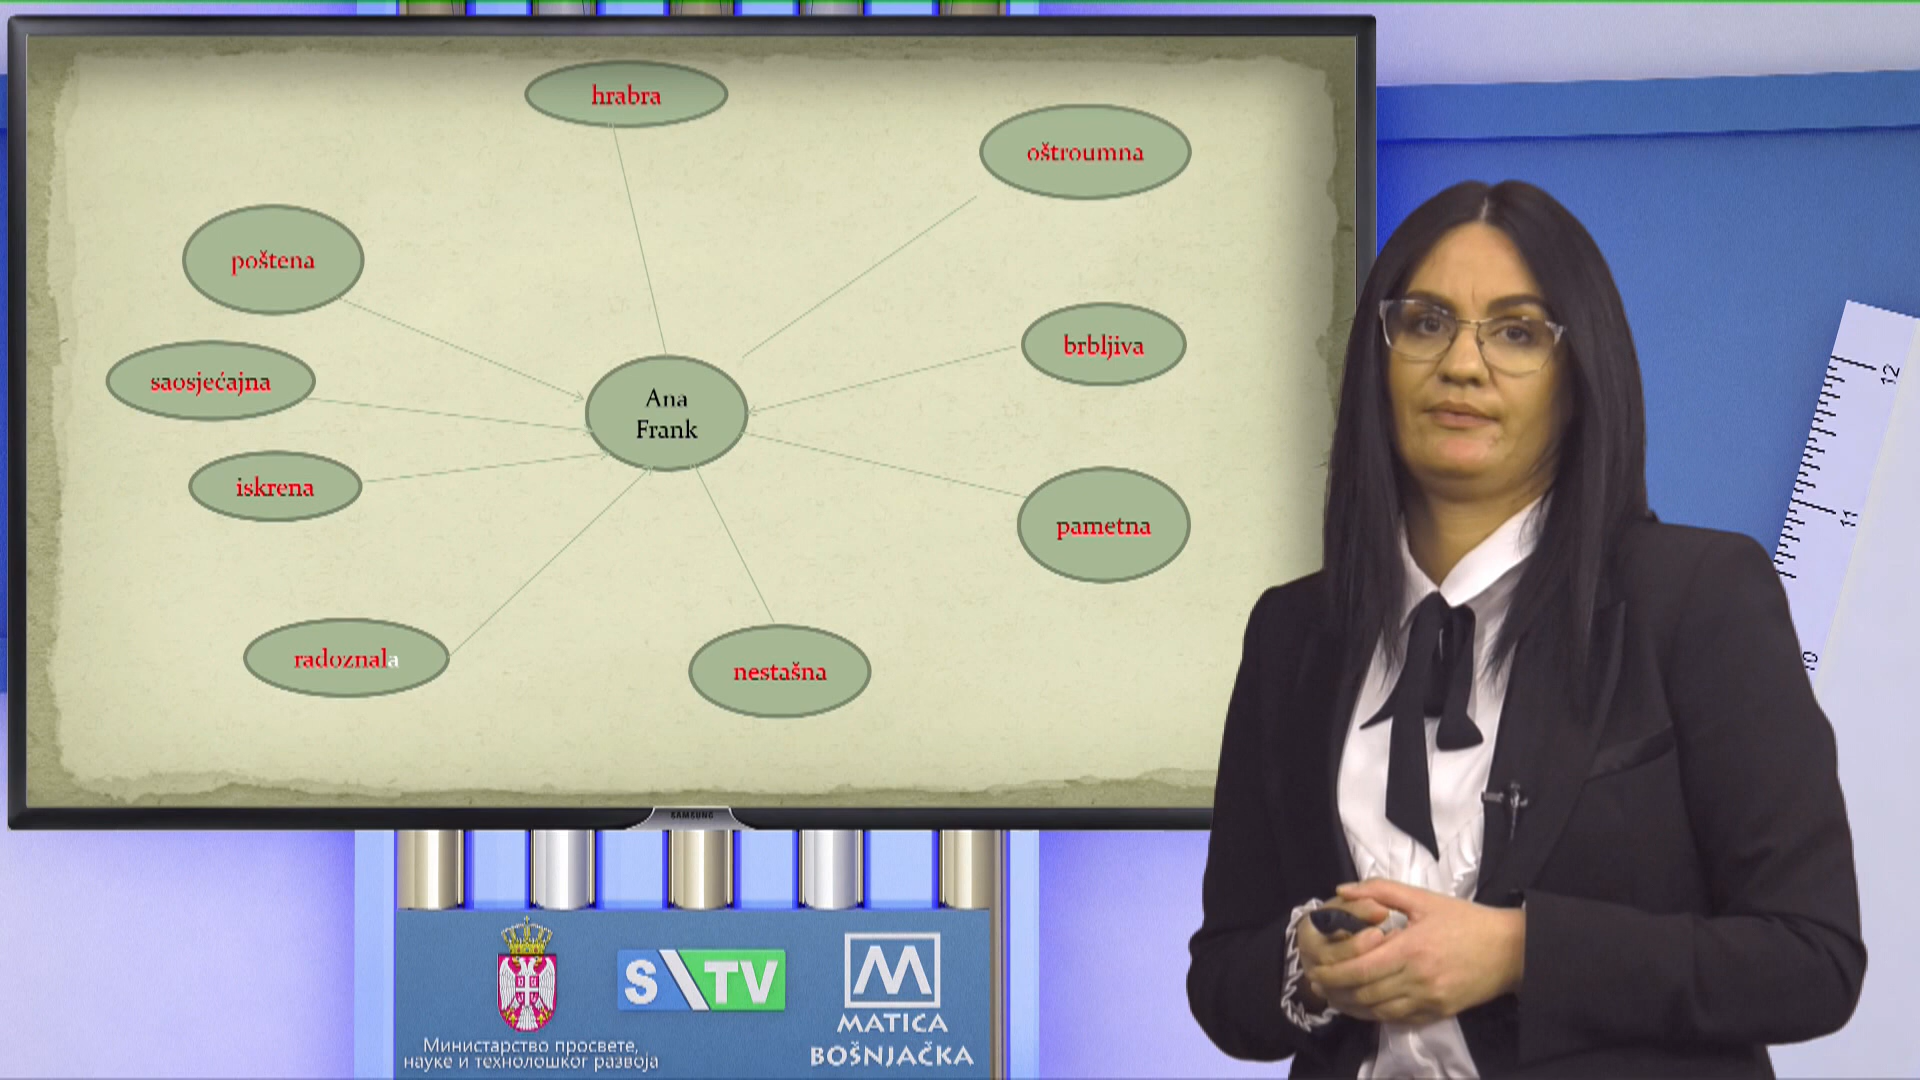 hrabra
oštroumna
poštena
brbljiva
saosjećajna
Ana
Frank
iskrena
pametna
radoznala
nestašna
SAMSUNG
12
11
10
S TV
M
MATICA
BOŠNJAČKA
Министарство просвете,
науке и технолошког развоја